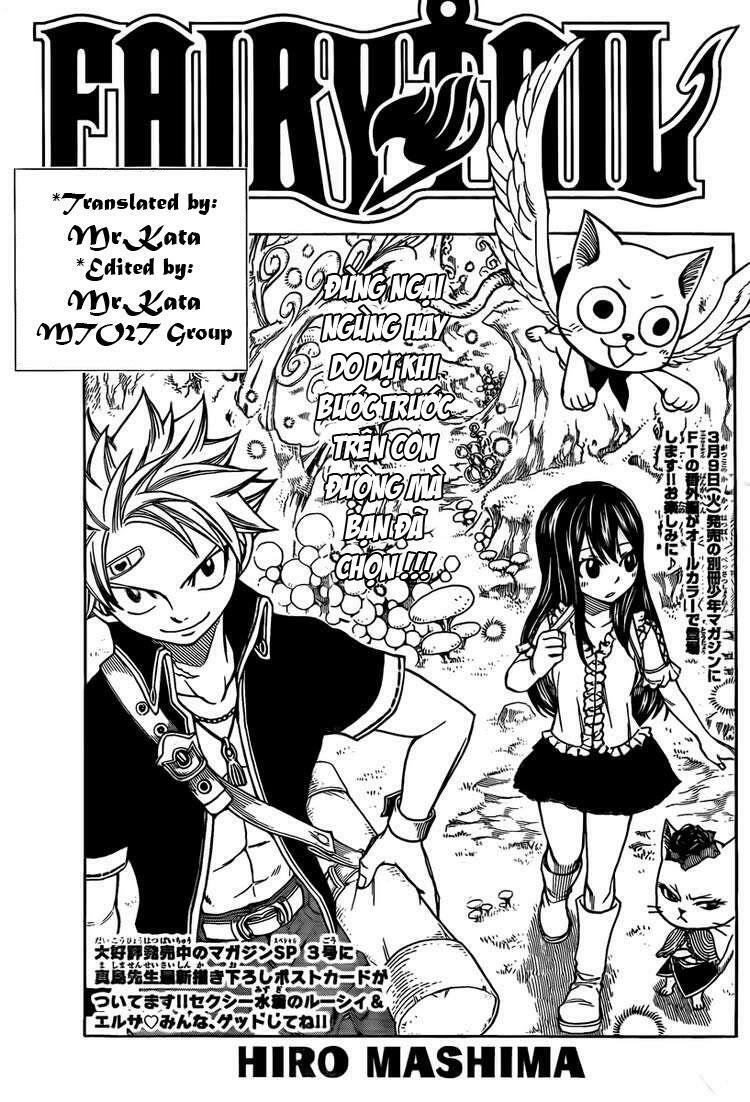 FAIRY TAIL
*Translated by:
Mr.Kata
*Edited by:
Mr.Kata
MTO2T Group
ĐỪNG NGẠI
NGÙNG HAY
DO DỰ KHI
BƯỚC TRƯỚC
TRÊN CON
ĐƯỜNG MÀ
BẠN ĐÃ
CHỌN !!!
3月9日(火)発売の別冊少年マガジンに
FTの番外編がオールカラーで登場
します!!お楽しみに♪
大好評発売中のマガジンSP 3号に
真島先生最新描き下ろしポストカードが
ついてます!!セクシー水着のルーシィ&
エルサ♡みんな、ゲットしてね!!
HIRO MASHIMA